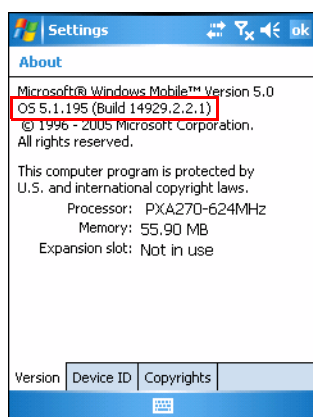 Settings
ok
About
Microsoft® Windows Mobile™ Version 5.0
OS 5.1.195 (Build 14929.2.2.1)
© 1996 - 2005 Microsoft Corporation.
All rights reserved.
This computer program is protected by
U.S. and international copyright laws.
Processor: PXA270-624MHz
Memory: 55.90 MB
Expansion slot: Not in use
Version Device ID Copyrights